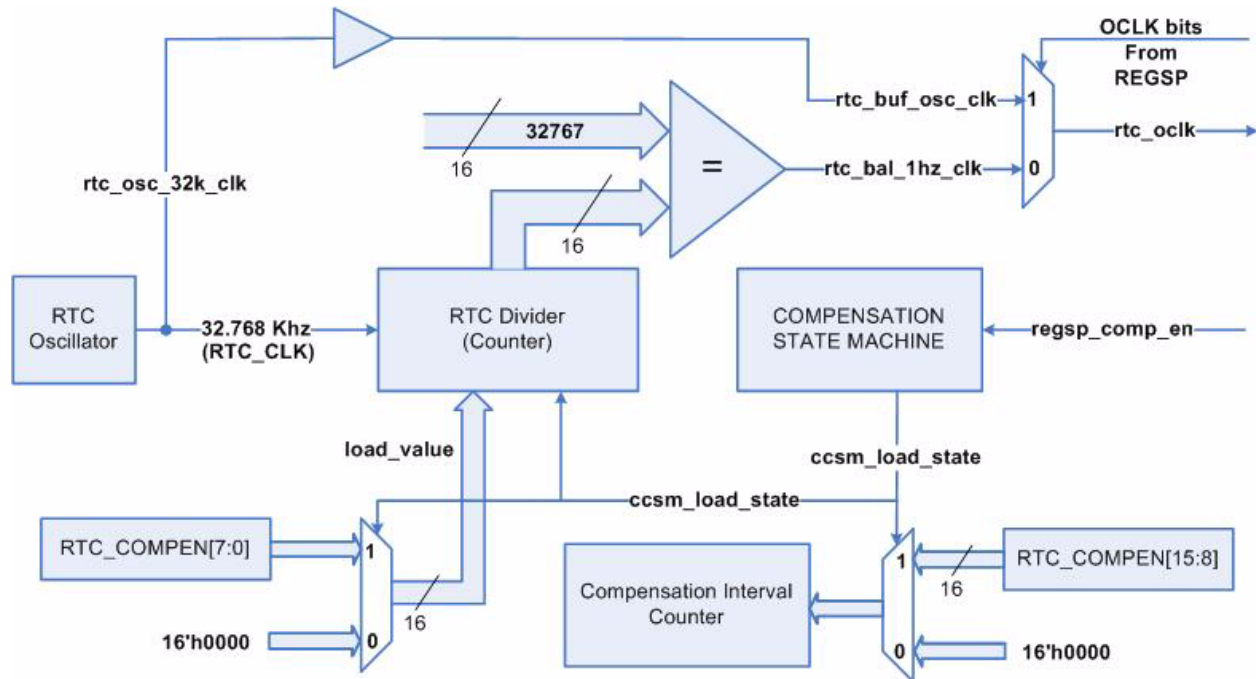 OCLK bits
From
REGSP
rtc_buf_osc_clk
1
rtc_oclk
32767
16
=
rtc_bal_1hz_clk
0
rtc_osc_32k_clk
16
RTC
Oscillator
32.768 Khz
(RTC_CLK)
RTC Divider
(Counter)
COMPENSATION
STATE MACHINE
regsp_comp_en
load_value
ccsm_load_state
ccsm_load_state
RTC_COMPEN[7:0]
1
16
0
16'h0000
Compensation Interval
Counter
1
16
RTC_COMPEN[15:8]
0
16'h0000